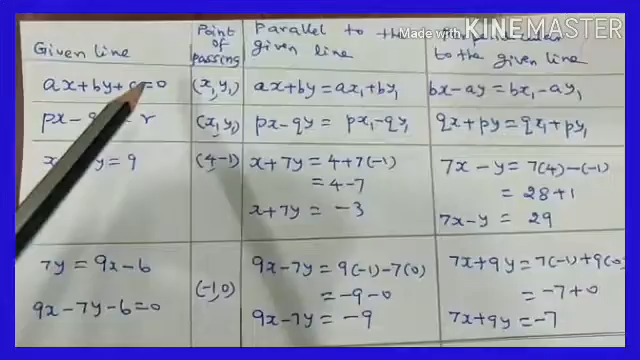 Made with KINEMASTER
Given line
Point of passing
Parallel to the given line
to the given line
ax+by+c=0
(x₁,y₁)
ax+by = ax₁+by₁
bx-ay = bx₁-ay₁
px-q r
(x₁,y₁)
px-qy = px₁-qy₁
qx+py = qx₁+py₁
x y = 9
(4-1)
x+7y = 4+7(-1)
= 4-7
x+7y = -3
7x-y = 7(4)-(-1)
= 28+1
7x-y = 29
7y = 9x-6
9x-7y-6=0
(-1,0)
9x-7y = 9(-1)-7(0)
= -9-0
9x-7y = -9
7x+9y = 7(-1)+9(0)
= -7+0
7x+9y = -7